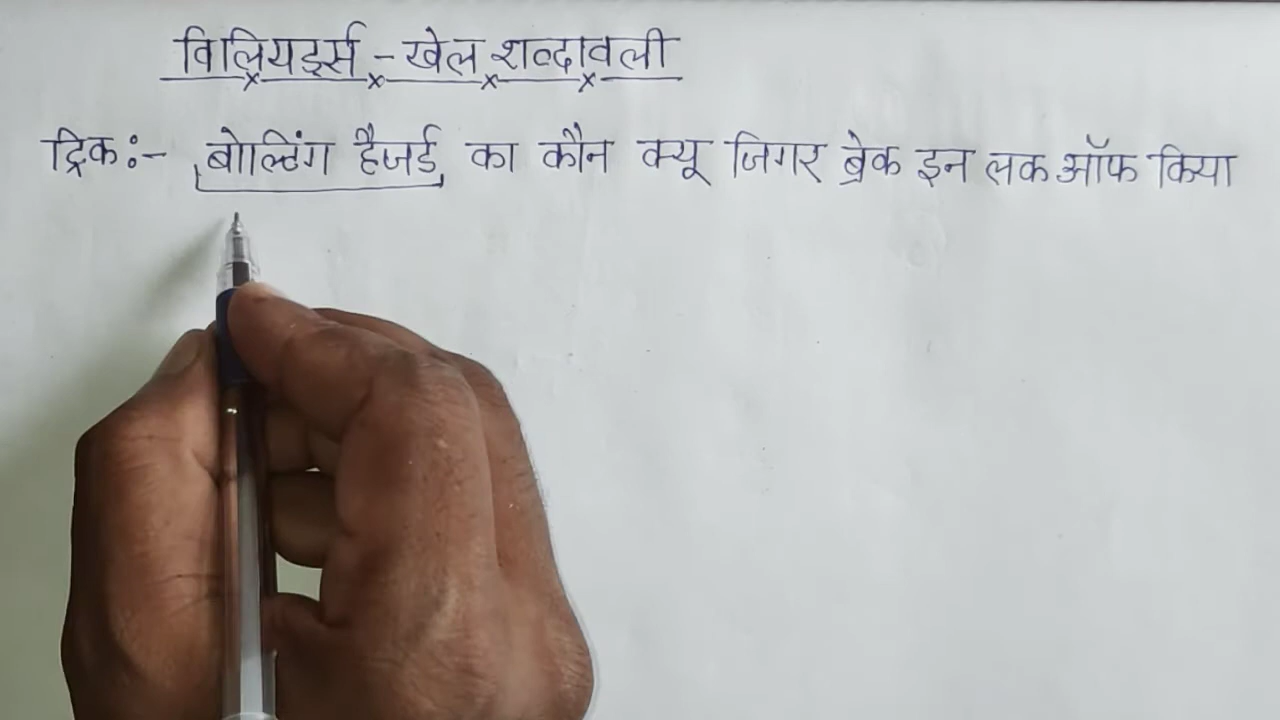 विलियर्ड्स - खेल शब्दावली
ट्रिक :- बोल्टिंग हैजर्ड का कौन क्यू जिगर ब्रेक इन लक ऑफ किया